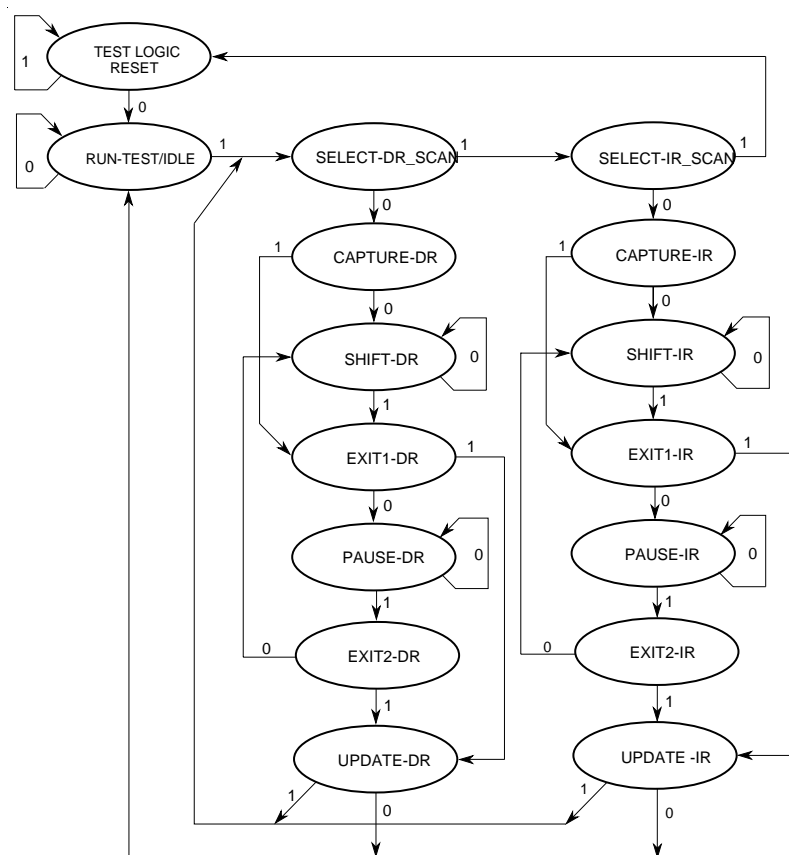 TEST LOGIC
RESET
1
0
RUN-TEST/IDLE
0
1
SELECT-DR_SCAN
1
SELECT-IR_SCAN
1
0
0
CAPTURE-DR
1
CAPTURE-IR
1
0
0
SHIFT-DR
0
SHIFT-IR
0
1
1
EXIT1-DR
1
EXIT1-IR
1
0
0
PAUSE-DR
0
PAUSE-IR
0
1
1
0
EXIT2-DR
0
EXIT2-IR
1
1
UPDATE-DR
UPDATE -IR
1
0
1
0